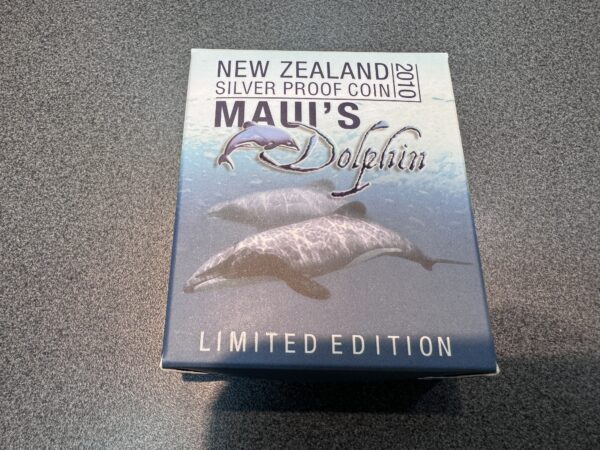 NEW ZEALAND
SILVER PROOF COIN
2010
MAUI'S
Dolphin
LIMITED EDITION